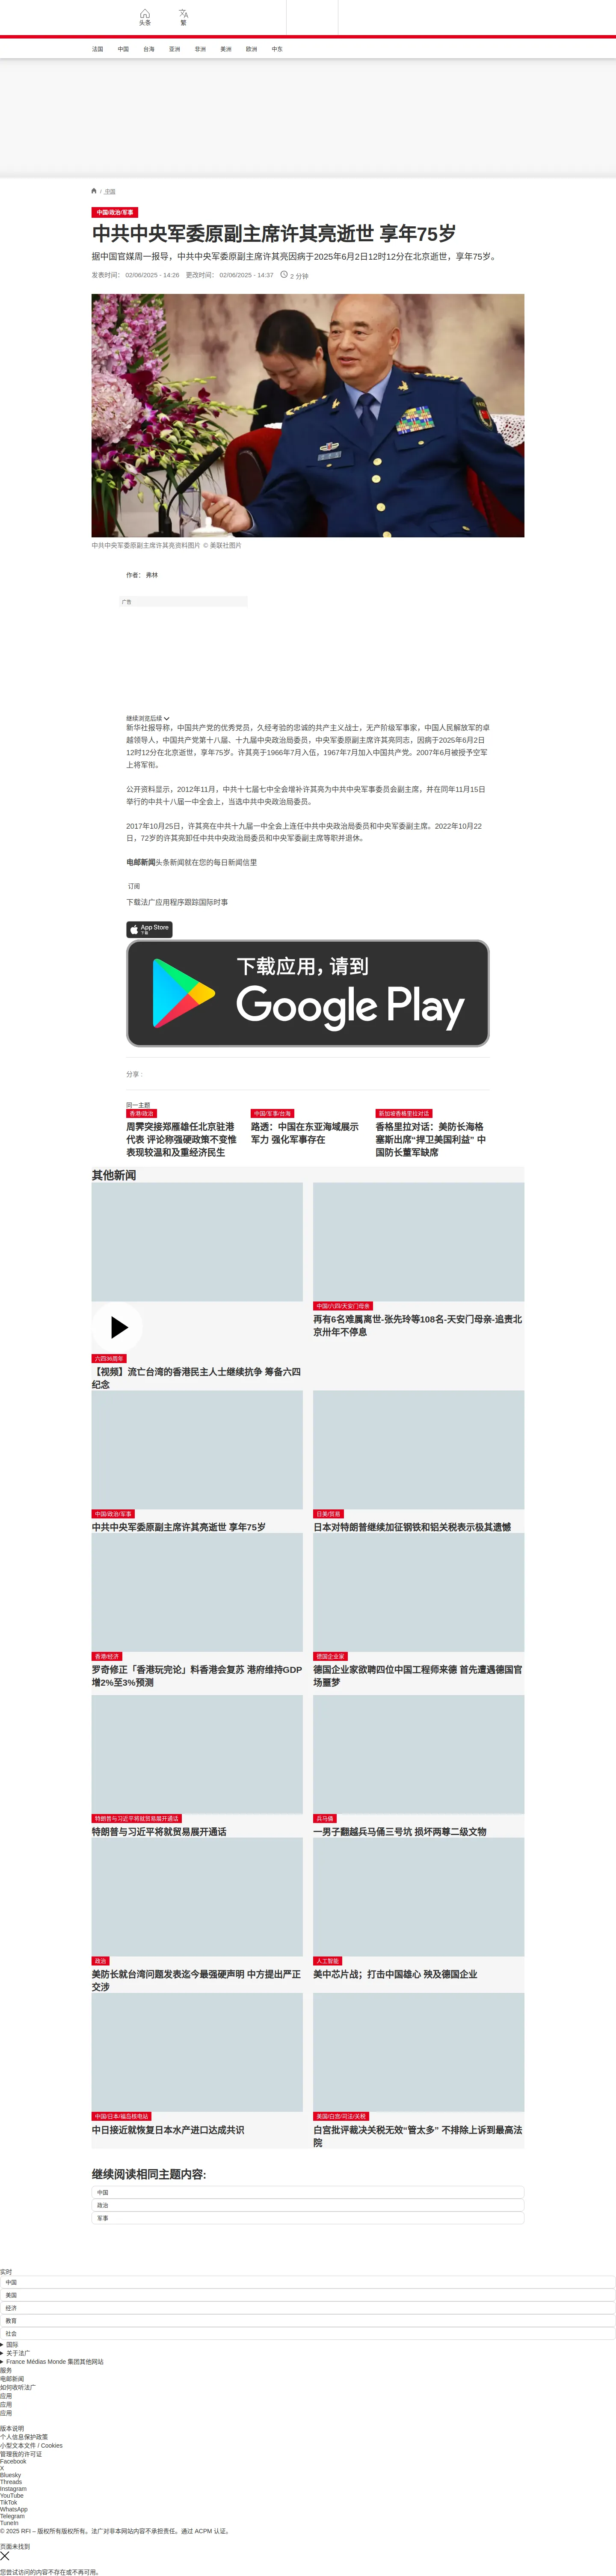 头条
繁
法国
中国
台海
亚洲
非洲
美洲
欧洲
中东
/ 中国
中国/政治/军事
中共中央军委原副主席许其亮逝世 享年75岁
据中国官媒周一报导，中共中央军委原副主席许其亮因病于2025年6月2日12时12分在北京逝世，享年75岁。
发表时间： 02/06/2025 - 14:26 更改时间： 02/06/2025 - 14:37 2 分钟
中共中央军委原副主席许其亮资料图片 © 美联社图片
作者： 弗林
广告
继续浏览后续
新华社报导称，中国共产党的优秀党员，久经考验的忠诚的共产主义战士，无产阶级军事家，中国人民解放军的卓
越领导人，中国共产党第十八届、十九届中央政治局委员，中央军委原副主席许其亮同志，因病于2025年6月2日
12时12分在北京逝世，享年75岁。许其亮于1966年7月入伍，1967年7月加入中国共产党。2007年6月被授予空军
上将军衔。
公开资料显示，2012年11月，中共十七届七中全会增补许其亮为中共中央军事委员会副主席，并在同年11月15日
举行的中共十八届一中全会上，当选中共中央政治局委员。
2017年10月25日，许其亮在中共十九届一中全会上连任中共中央政治局委员和中央军委副主席。2022年10月22
日，72岁的许其亮卸任中共中央政治局委员和中央军委副主席等职并退休。
电邮新闻头条新闻就在您的每日新闻信里
订阅
下载法广应用程序跟踪国际时事
App Store
下载
下载应用，请到
Google Play
分享 :
同一主题
香港/政治
周霁突接郑雁雄任北京驻港
代表 评论称强硬政策不变惟
表现较温和及重经济民生
中国/军事/台海
路透：中国在东亚海域展示
军力 强化军事存在
新加坡香格里拉对话
香格里拉对话：美防长海格
塞斯出席“捍卫美国利益” 中
国防长董军缺席
其他新闻
六四36周年
【视频】流亡台湾的香港民主人士继续抗争 筹备六四
纪念
中国/六四/天安门母亲
再有6名难属离世-张先玲等108名-天安门母亲-追责北
京卅年不停息
中国/政治/军事
中共中央军委原副主席许其亮逝世 享年75岁
日美/贸易
日本对特朗普继续加征钢铁和铝关税表示极其遗憾
香港/经济
罗奇修正「香港玩完论」料香港会复苏 港府维持GDP
增2%至3%预测
德国企业家
德国企业家欲聘四位中国工程师来德 首先遭遇德国官
场噩梦
特朗普与习近平将就贸易展开通话
特朗普与习近平将就贸易展开通话
兵马俑
一男子翻越兵马俑三号坑 损坏两尊二级文物
政治
美防长就台湾问题发表迄今最强硬声明 中方提出严正
交涉
人工智能
美中芯片战；打击中国雄心 殃及德国企业
中国/日本/福岛核电站
中日接近就恢复日本水产进口达成共识
美国/白宫/司法/关税
白宫批评裁决关税无效“管太多” 不排除上诉到最高法
院
继续阅读相同主题内容:
中国
政治
军事
实时
中国
美国
经济
教育
社会
国际
关于法广
France Médias Monde 集团其他网站
服务
电邮新闻
如何收听法广
应用
应用
应用
版本说明
个人信息保护政策
小型文本文件 / Cookies
管理我的许可证
Facebook
X
Bluesky
Threads
Instagram
YouTube
TikTok
WhatsApp
Telegram
TuneIn
© 2025 RFI – 版权所有版权所有。法广对非本网站内容不承担责任。通过 ACPM 认证。
页面未找到
您尝试访问的内容不存在或不再可用。